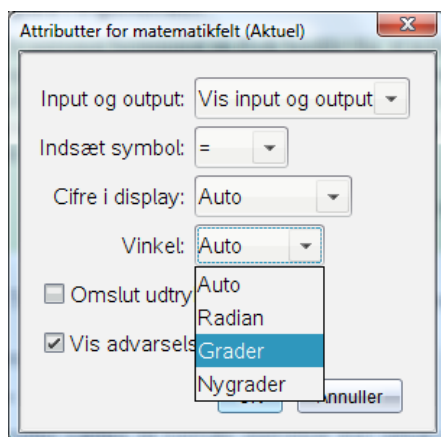 Attributter for matematikfelt (Aktuel)
Input og output: Vis input og output
Indsæt symbol: =
Cifre i display: Auto
Vinkel: Auto
Auto
Radian
Grader
Nygrader
Omslut udtry
Vis advarsels
Annuller